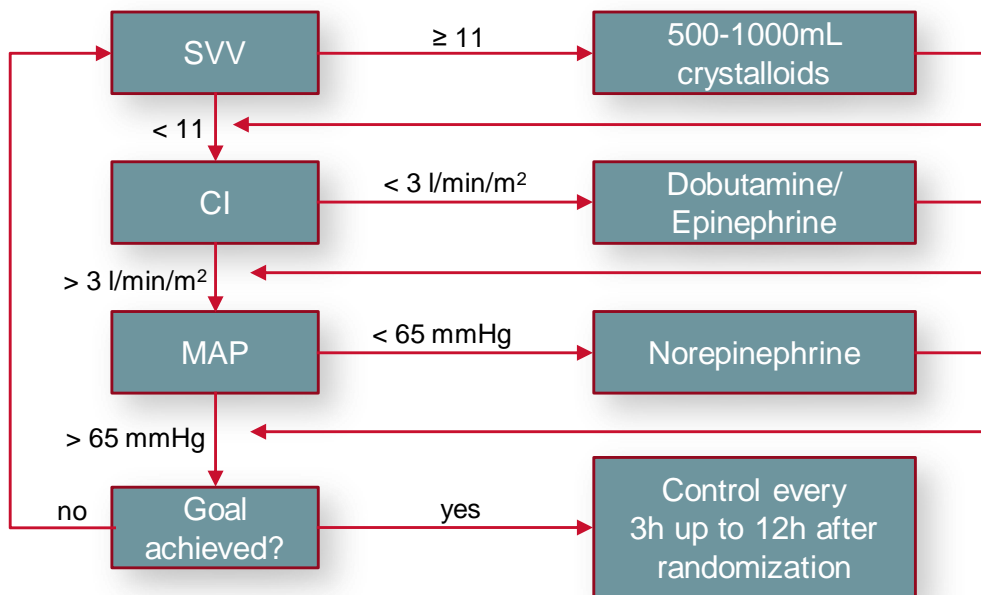 SVV
≥ 11
500-1000mL
crystalloids
< 11
CI
< 3 l/min/m²
Dobutamine/
Epinephrine
> 3 l/min/m²
MAP
< 65 mmHg
Norepinephrine
> 65 mmHg
no
Goal
achieved?
yes
Control every
3h up to 12h after
randomization